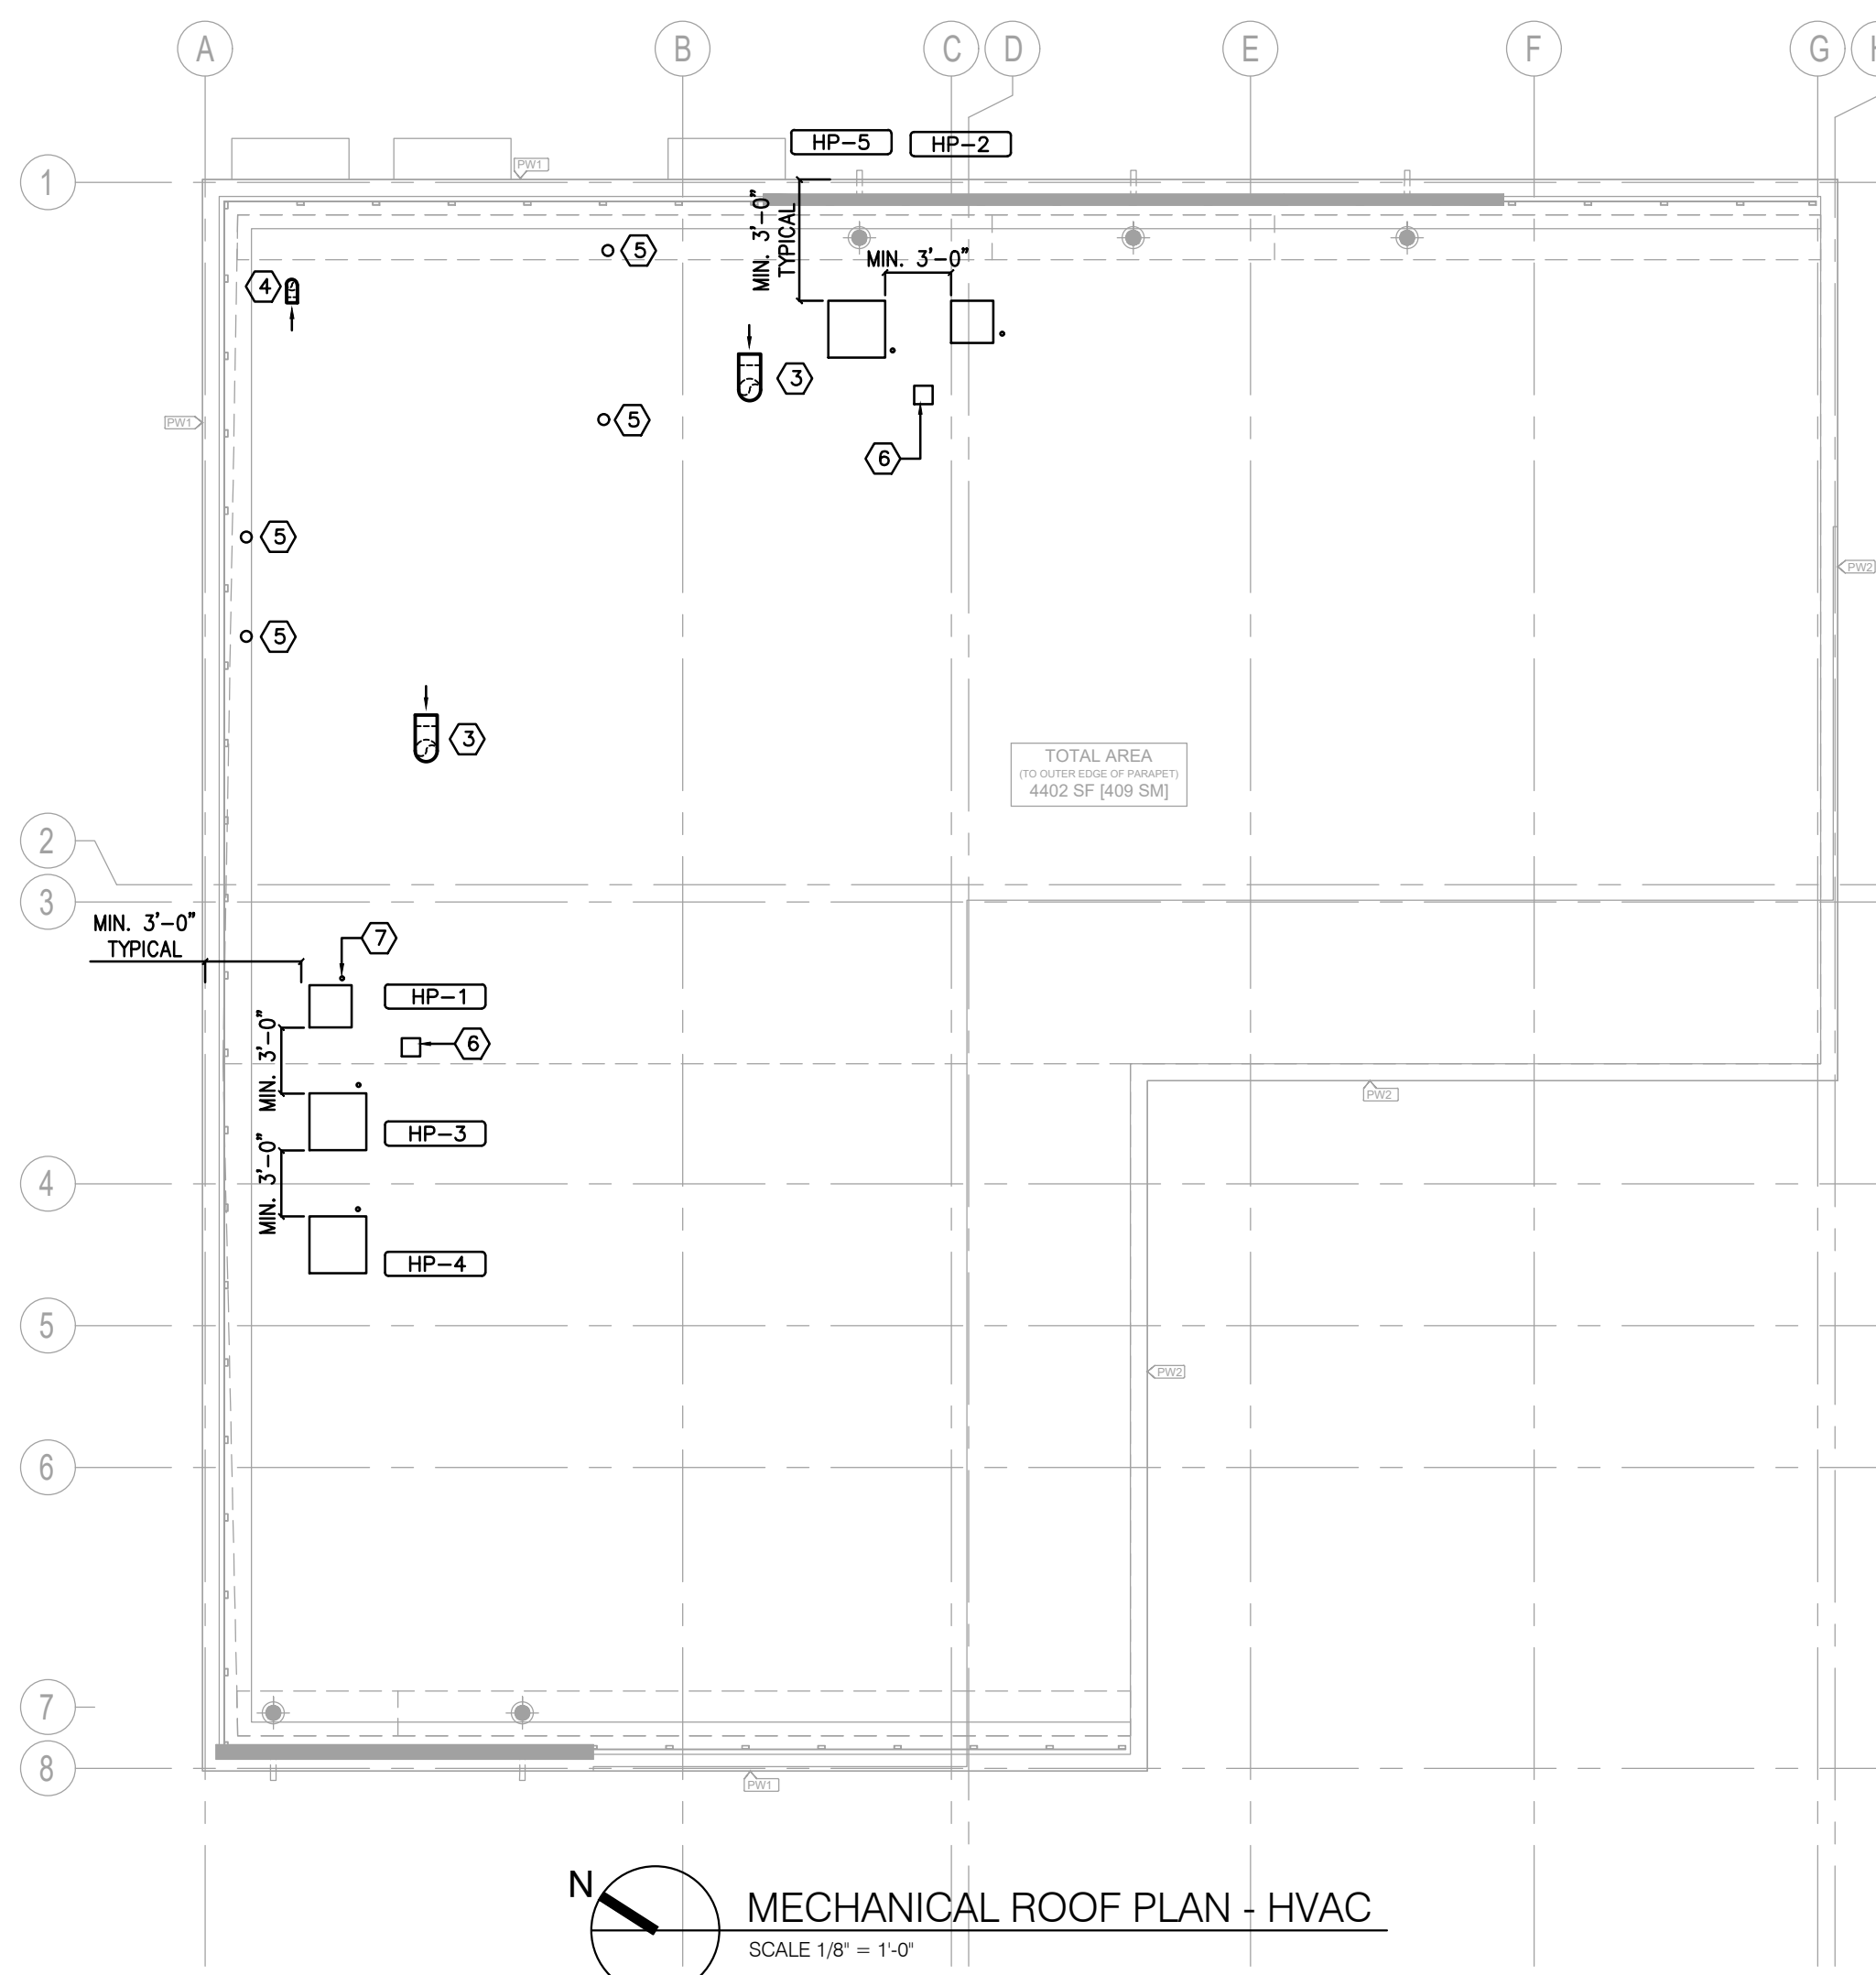 A
B
C
D
E
F
G
HP-5
HP-2
PW1
1
MIN. 3'-0"
TYPICAL
5
MIN. 3'-0"
4
3
PW1
5
6
5
PW2
5
3
TOTAL AREA
(TO OUTER EDGE OF PARAPET)
4402 SF [409 SM]
2
3
MIN. 3'-0"
TYPICAL
7
HP-1
MIN. 3'-0"
6
PW2
HP-3
MIN. 3'-0"
4
HP-4
5
PW2
6
7
8
PW1
N
MECHANICAL ROOF PLAN - HVAC
SCALE 1/8" = 1'-0"